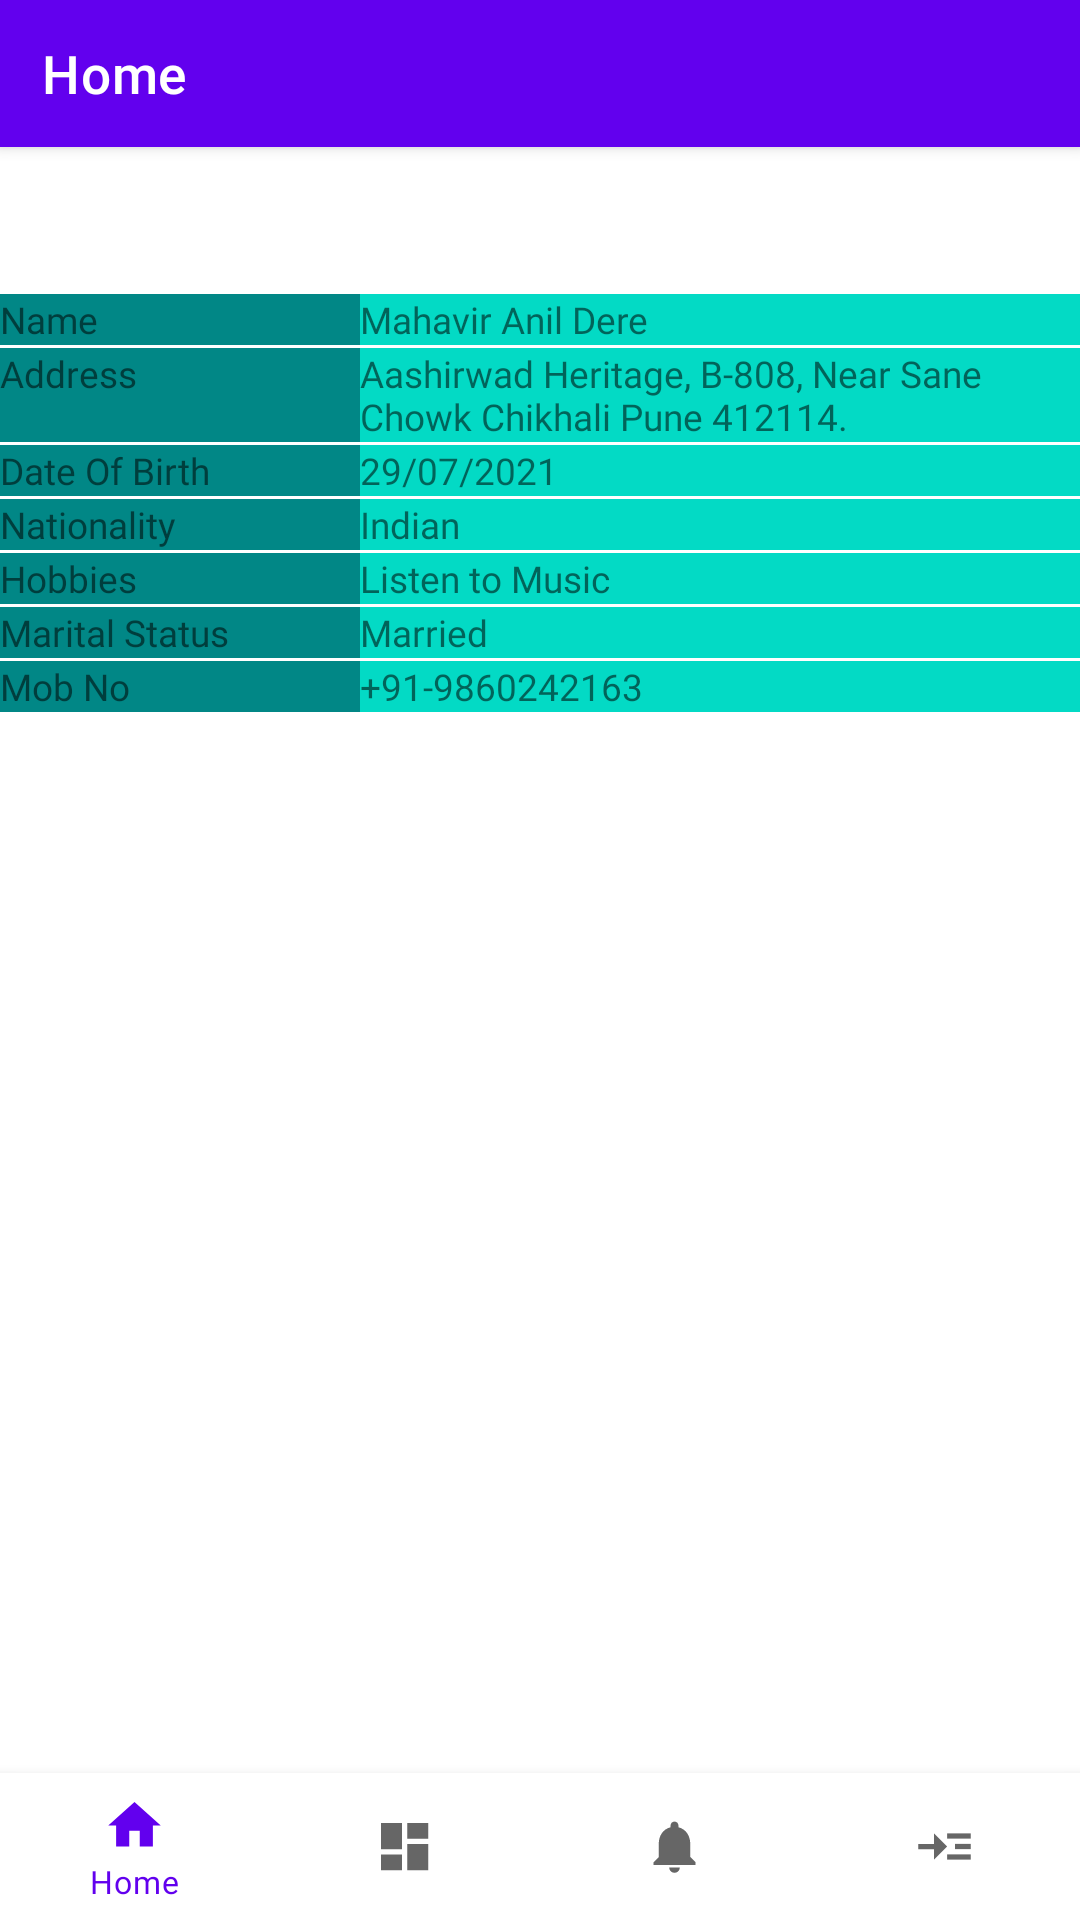 Home
Name Mahavir Anil Dere
Address Aashirwad Heritage, B-808, Near Sane
Chowk Chikhali Pune 412114.
Date Of Birth 29/07/2021
Nationality Indian
Hobbies Listen to Music
Marital Status Married
Mob No +91-9860242163
Home